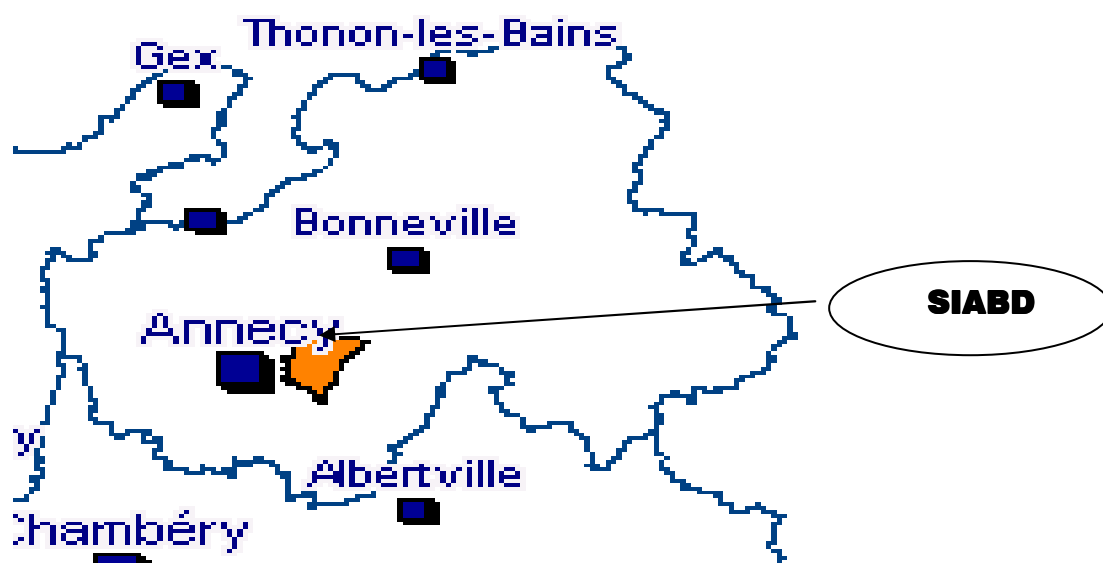 Thonon-les-Bains
Gex
Bonneville
SIABD
Annecy
y
Albertville
Chambéry